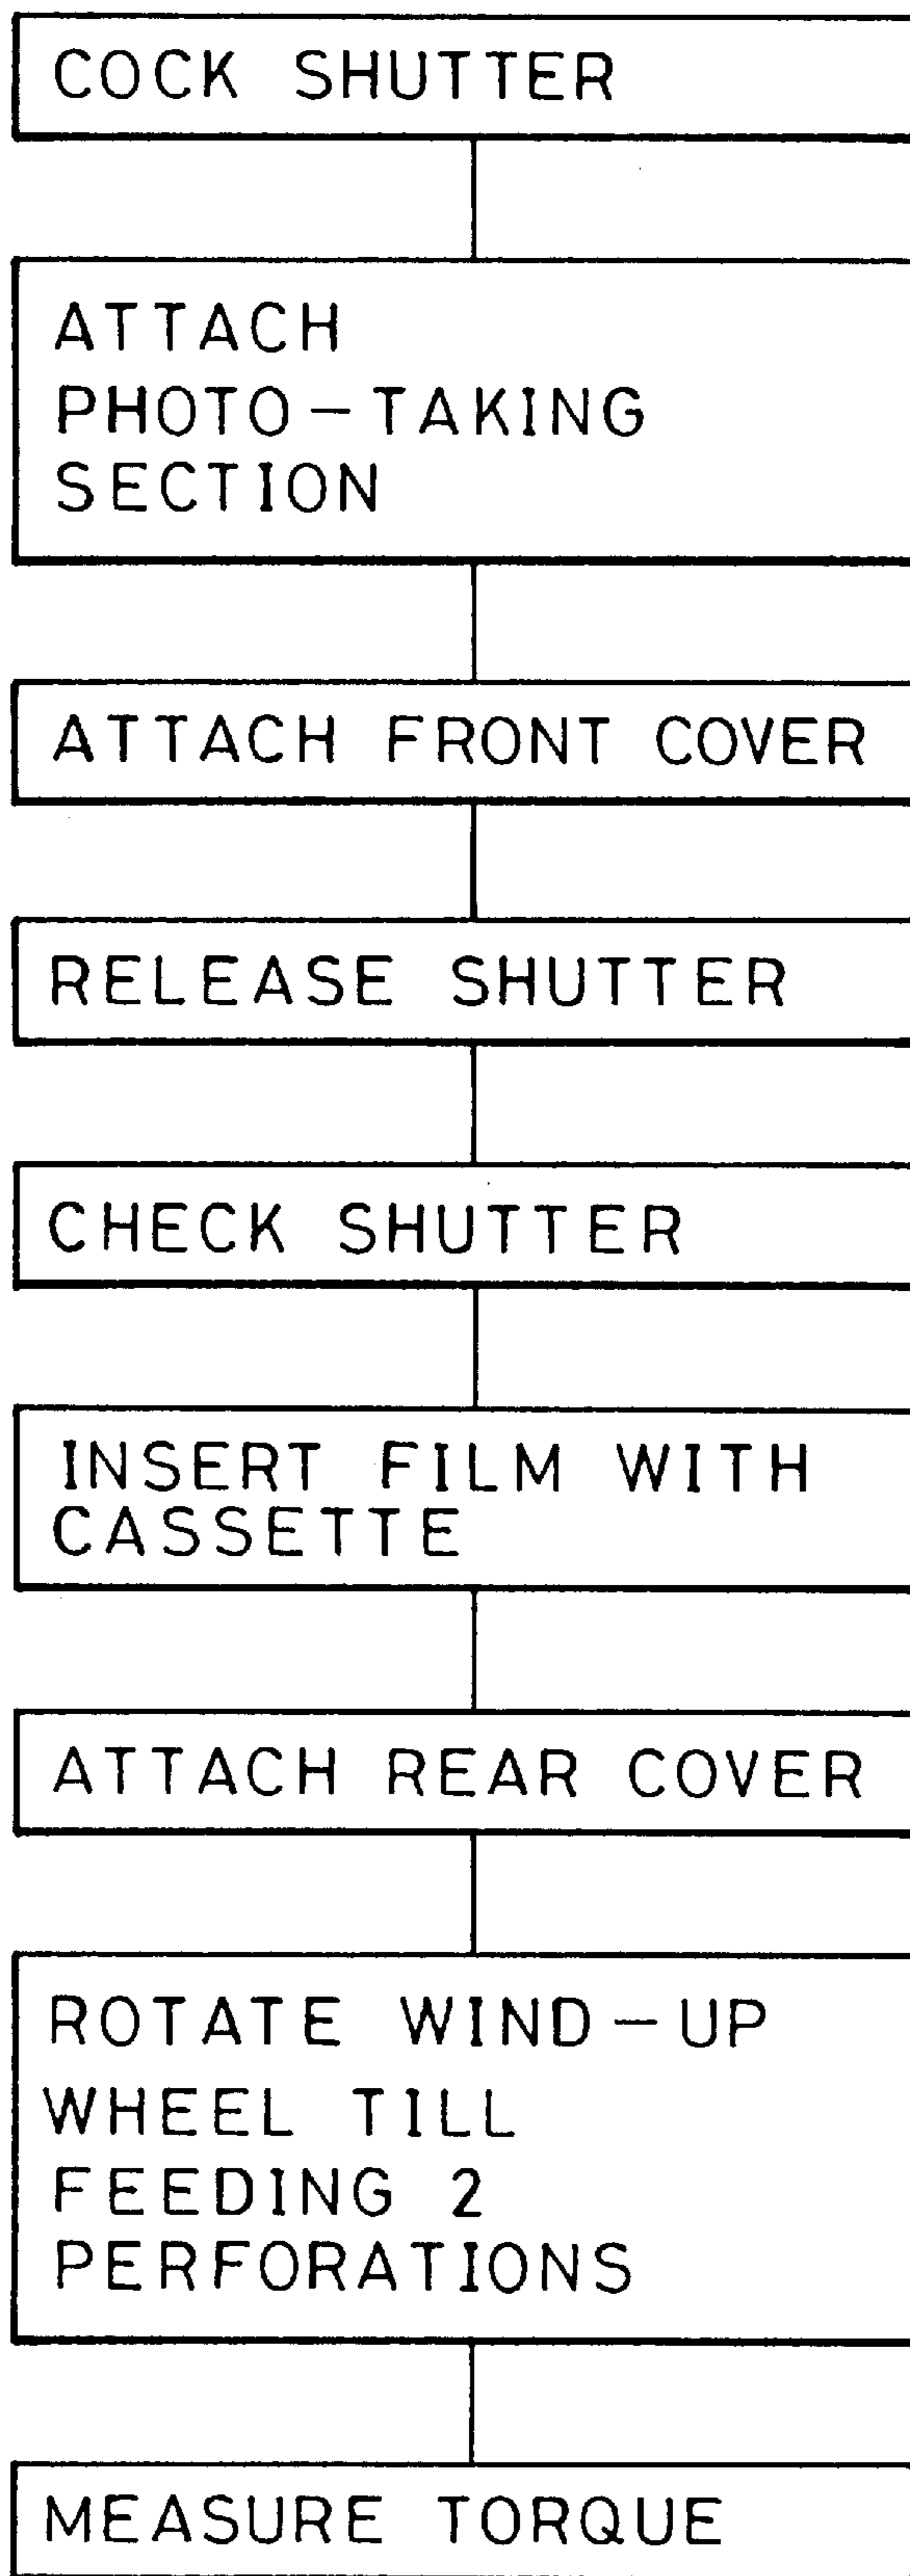 COCK SHUTTER
ATTACH
PHOTO-TAKING
SECTION
ATTACH FRONT COVER
RELEASE SHUTTER
CHECK SHUTTER
INSERT FILM WITH
CASSETTE
ATTACH REAR COVER
ROTATE WIND-UP
WHEEL TILL
FEEDING 2
PERFORATIONS
MEASURE TORQUE